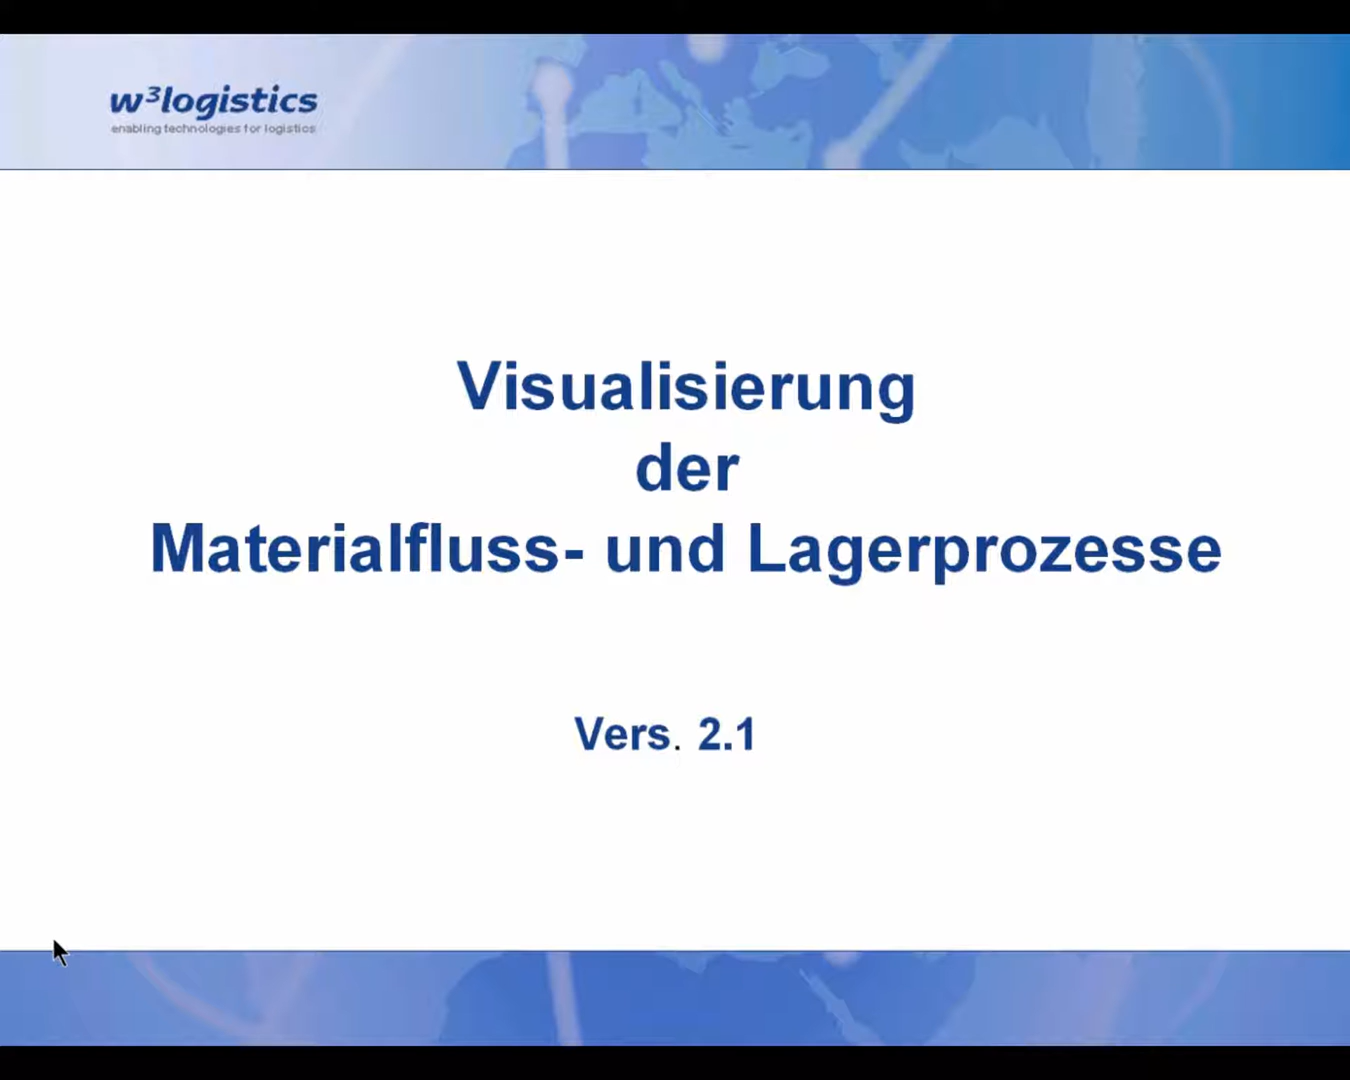 w³logistics
enabling technologies for logistics
Visualisierung
der
Materialfluss- und Lagerprozesse
Vers. 2.1